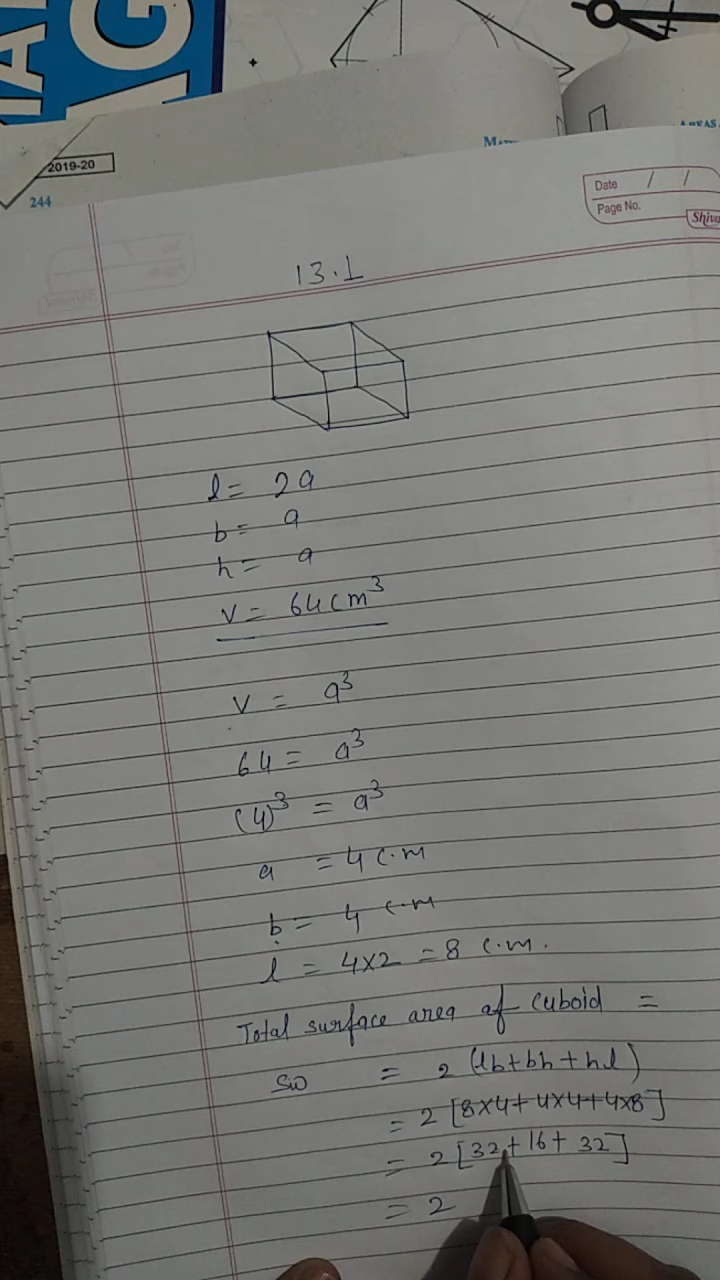 2019-20
244
Date / /
Page No.
13.1
l = 2a
b = a
h = a
V = 64 cm³
V = a³
64 = a³
(4)³ = a³
a = 4 c.m
b = 4 c.m
l = 4×2 = 8 c.m.
Total surface area of cuboid =
= 2 (lb+bh+hl)
= 2 [8×4+4×4+4×8]
= 2 [32+16+32]
= 2